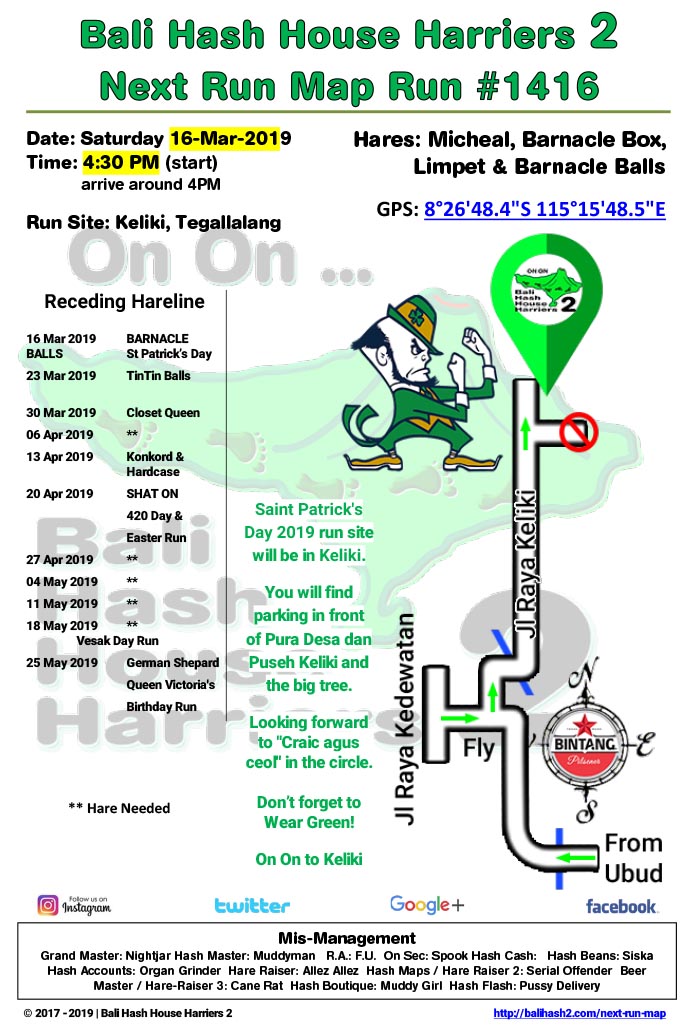 Bali Hash House Harriers 2
Next Run Map Run #1416
Date: Saturday 16-Mar-2019
Time: 4:30 PM (start)
arrive around 4PM
Run Site: Keliki, Tegallalang
Hares: Micheal, Barnacle Box,
Limpet & Barnacle Balls
GPS: 8°26'48.4"S 115°15'48.5"E
On On ...
Receding Hareline
16 Mar 2019 BARNACLE
BALLS St Patrick's Day
23 Mar 2019 TinTin Balls
30 Mar 2019 Closet Queen
06 Apr 2019 **
13 Apr 2019 Konkord &
Hardcase
20 Apr 2019 SHAT ON
420 Day &
Easter Run
27 Apr 2019 **
04 May 2019 **
11 May 2019 **
18 May 2019 **
Vesak Day Run
25 May 2019 German Shepard
Queen Victoria's
Birthday Run
** Hare Needed
Bali
Hash
House
Harriers 2
Saint Patrick's
Day 2019 run site
will be in Keliki.
You will find
parking in front
of Pura Desa dan
Puseh Keliki and
the big tree.
Looking forward
to "Craic agus
ceol" in the circle.
Don't forget to
Wear Green!
On On to Keliki
ON ON
Bali
Hash
House
Harriers 2
Jl Raya Keliki
Jl Raya Kedewatan
Fly
N
V
E
S
BINTANG
Pilsener
From
Ubud
Follow us on
Instagram
twitter
Google+
facebook
Mis-Management
Grand Master: Nightjar Hash Master: Muddyman R.A.: F.U. On Sec: Spook Hash Cash: Hash Beans: Siska
Hash Accounts: Organ Grinder Hare Raiser: Allez Allez Hash Maps / Hare Raiser 2: Serial Offender Beer
Master / Hare-Raiser 3: Cane Rat Hash Boutique: Muddy Girl Hash Flash: Pussy Delivery
© 2017 - 2019 | Bali Hash House Harriers 2
http://balihash2.com/next-run-map